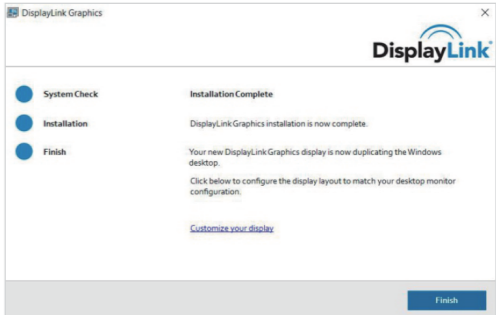 DisplayLink Graphics
DisplayLink
System Check
Installation Complete
Installation
DisplayLink Graphics installation is now complete.
Finish
Your new DisplayLink Graphics display is now duplicating the Windows
desktop.
Click below to configure the display layout to match your desktop monitor
configuration.
Customize your display
Finish